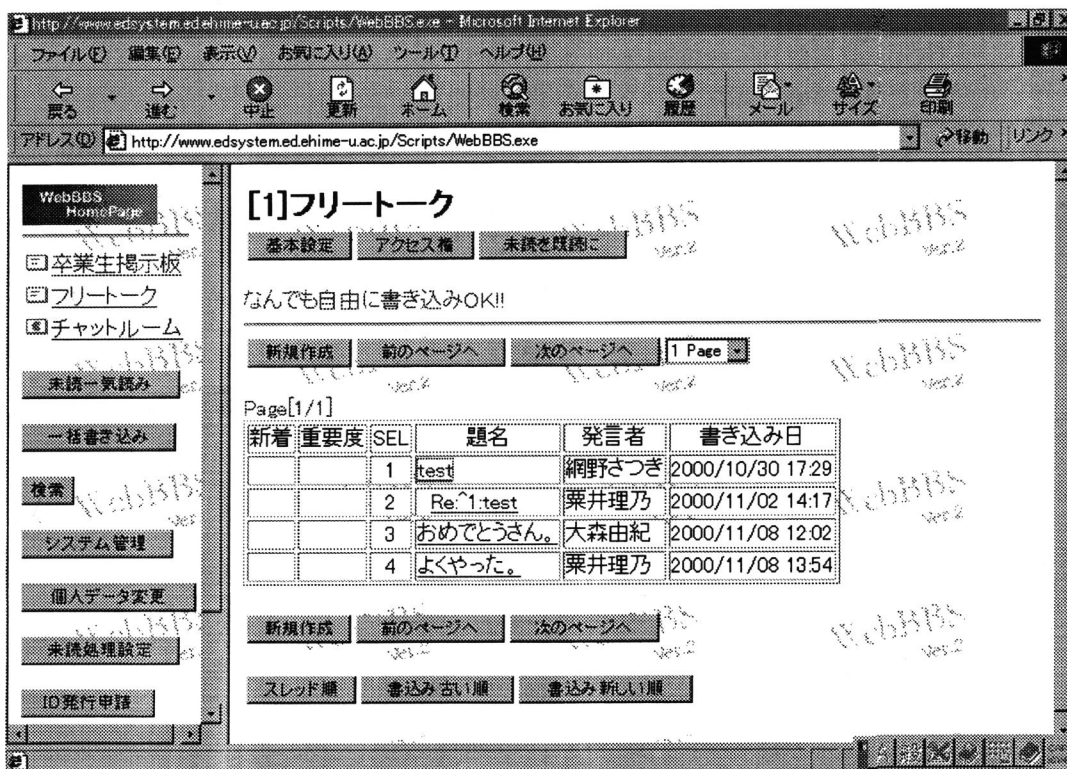 http://www.edsystem.ed.ehime-u.ac.jp/Scripts/WebBBS.exe - Microsoft Internet Explorer
ファイル(F) 編集(E) 表示(V) お気に入り(A) ツール(T) ヘルプ(H)
戻る 進む 中止 更新 ホーム 検索 お気に入り 履歴 メール サイズ 印刷
アドレス(D) http://www.edsystem.ed.ehime-u.ac.jp/Scripts/WebBBS.exe 移動 リンク
WebBBS
HomePage
卒業生掲示板
フリートーク
チャットルーム
未読一気読み
一括書き込み
検索
システム管理
個人データ変更
未読処理設定
ID発行申請
[1]フリートーク
基本設定 アクセス権 未読を既読に
なんでも自由に書き込みOK!!
新規作成 前のページへ 次のページへ 1 Page
Page[1/1]
新着 重要度 SEL 題名 発言者 書き込み日
1 test 網野さつき 2000/10/30 17:29
2 Re:^1:test 粟井理乃 2000/11/02 14:17
3 おめでとうさん。 大森由紀 2000/11/08 12:02
4 よくやった。 粟井理乃 2000/11/08 13:54
新規作成 前のページへ 次のページへ
スレッド順 書込み古い順 書込み新しい順
WebBBS
Ver.2